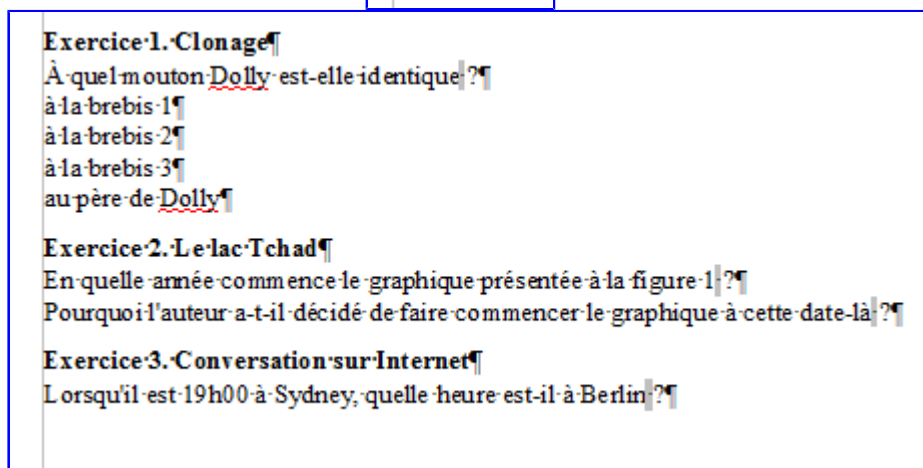 Exercice·1.·Clonage¶
À·quel·mouton·Dolly·est-elle·identique ?¶
à·la·brebis·1¶
à·la·brebis·2¶
à·la·brebis·3¶
au·père·de·Dolly¶
Exercice·2.·Le·lac·Tchad¶
En·quelle·année·commence·le·graphique·présentée·à·la·figure·1 ?¶
Pourquoi·l'auteur·a-t-il·décidé·de·faire·commencer·le·graphique·à·cette·date-là ?¶
Exercice·3.·Conversation·sur·Internet¶
Lorsqu'il·est·19h00·à·Sydney,·quelle·heure·est-il·à·Berlin ?¶